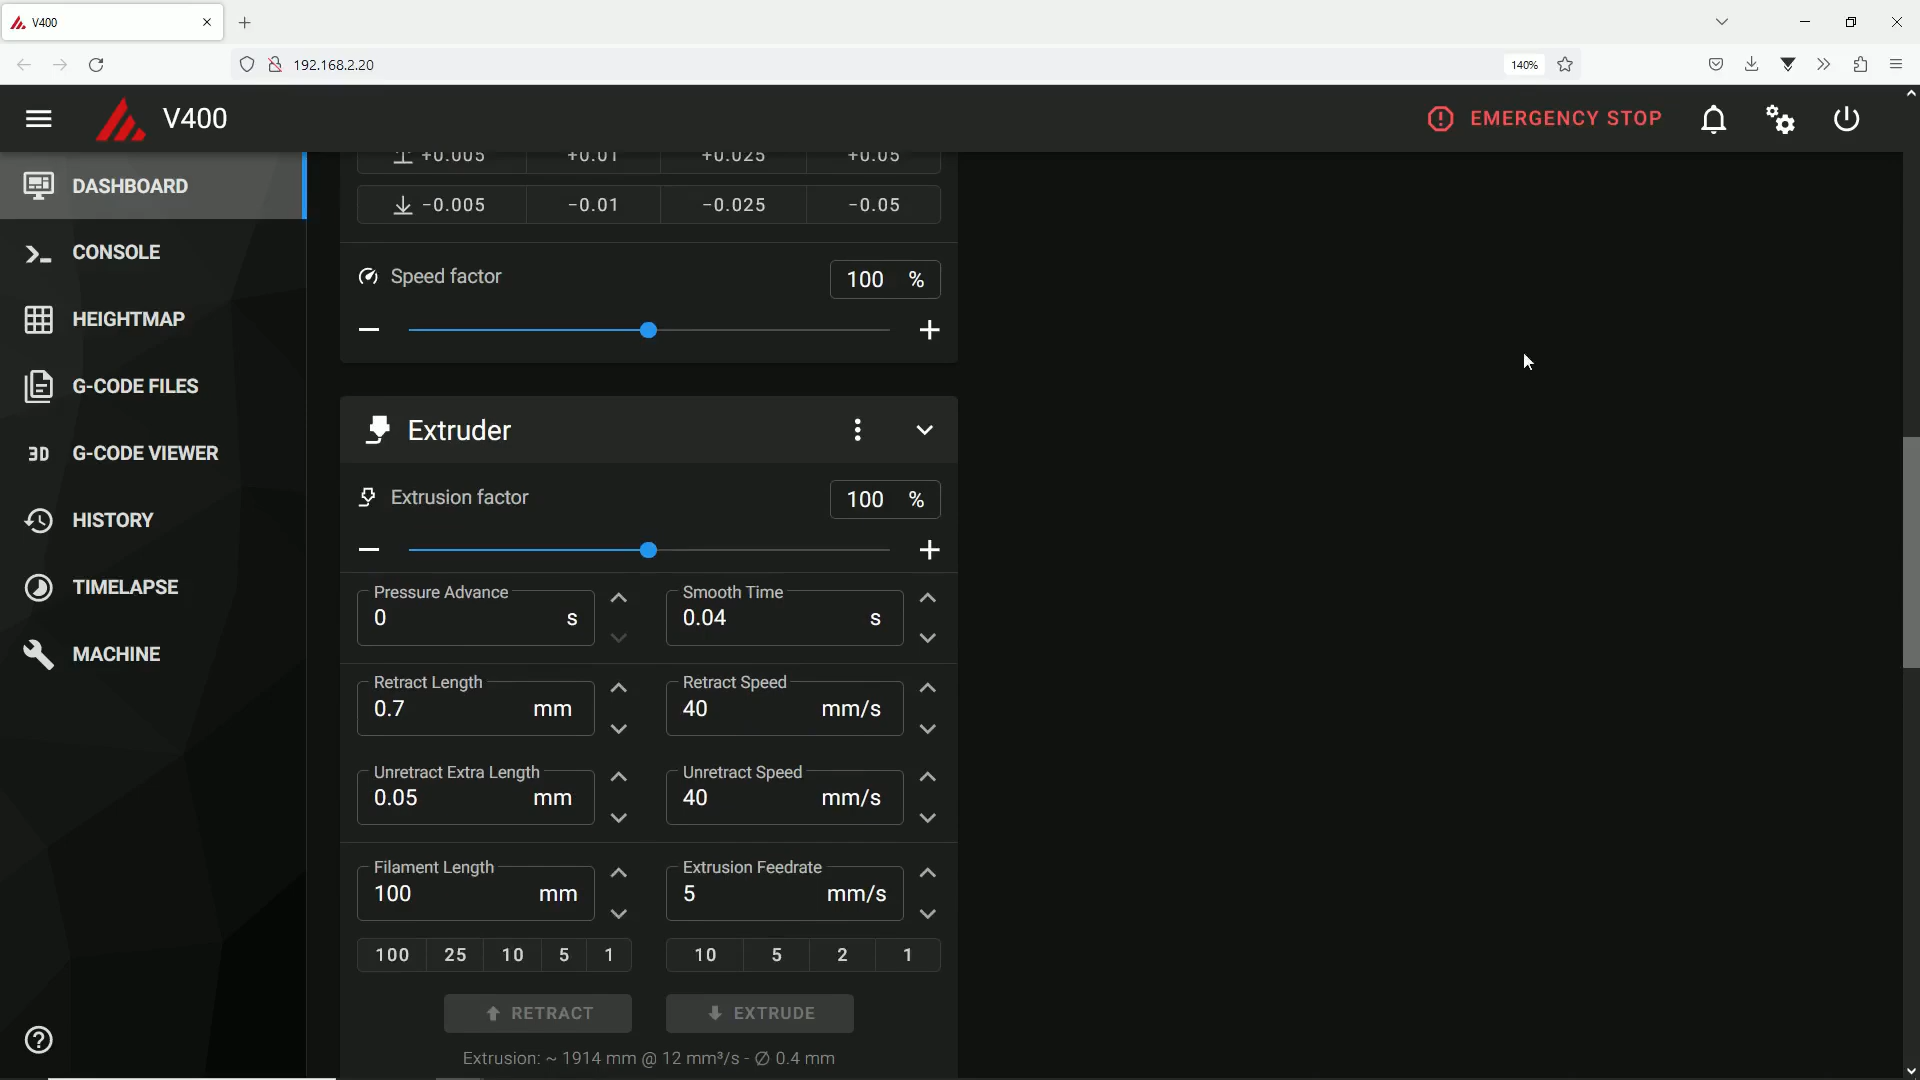 V400
192.168.2.20
140%
V400
EMERGENCY STOP
DASHBOARD
CONSOLE
HEIGHTMAP
G-CODE FILES
3D G-CODE VIEWER
HISTORY
TIMELAPSE
MACHINE
+0.005 +0.01 +0.025 +0.05
-0.005 -0.01 -0.025 -0.05
Speed factor 100 %
Extruder
Extrusion factor 100 %
Pressure Advance Smooth Time
0 s 0.04 s
Retract Length Retract Speed
0.7 mm 40 mm/s
Unretract Extra Length Unretract Speed
0.05 mm 40 mm/s
Filament Length Extrusion Feedrate
100 mm 5 mm/s
100 25 10 5 1 10 5 2 1
RETRACT EXTRUDE
Extrusion: ~ 1914 mm @ 12 mm³/s - ∅ 0.4 mm